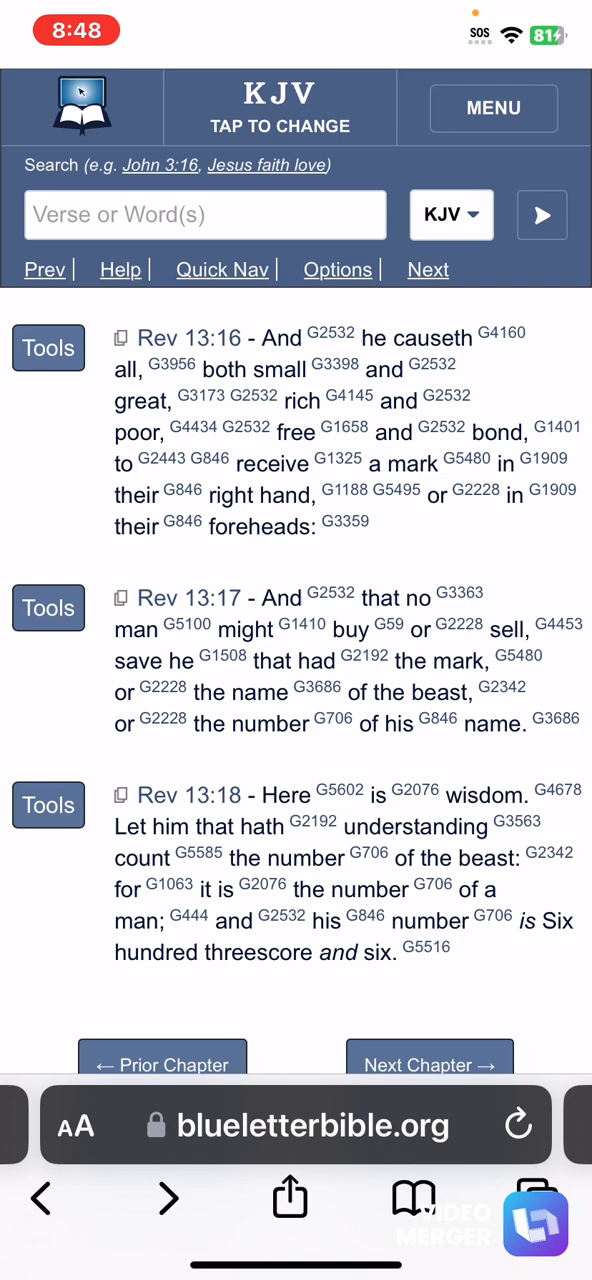 8:48
SOS
81
KJV
TAP TO CHANGE
MENU
Search (e.g. John 3:16, Jesus faith love)
Verse or Word(s)
KJV
Prev | Help | Quick Nav | Options | Next
Tools
Rev 13:16 - And G2532 he causeth G4160
all, G3956 both small G3398 and G2532
great, G3173 G2532 rich G4145 and G2532
poor, G4434 G2532 free G1658 and G2532 bond, G1401
to G2443 G846 receive G1325 a mark G5480 in G1909
their G846 right hand, G1188 G5495 or G2228 in G1909
their G846 foreheads: G3359
Tools
Rev 13:17 - And G2532 that no G3363
man G5100 might G1410 buy G59 or G2228 sell, G4453
save he G1508 that had G2192 the mark, G5480
or G2228 the name G3686 of the beast, G2342
or G2228 the number G706 of his G846 name. G3686
Tools
Rev 13:18 - Here G5602 is G2076 wisdom. G4678
Let him that hath G2192 understanding G3563
count G5585 the number G706 of the beast: G2342
for G1063 it is G2076 the number G706 of a
man; G444 and G2532 his G846 number G706 is Six
hundred threescore and six. G5516
← Prior Chapter
Next Chapter →
AA
blueletterbible.org
VIDEO
MERGER